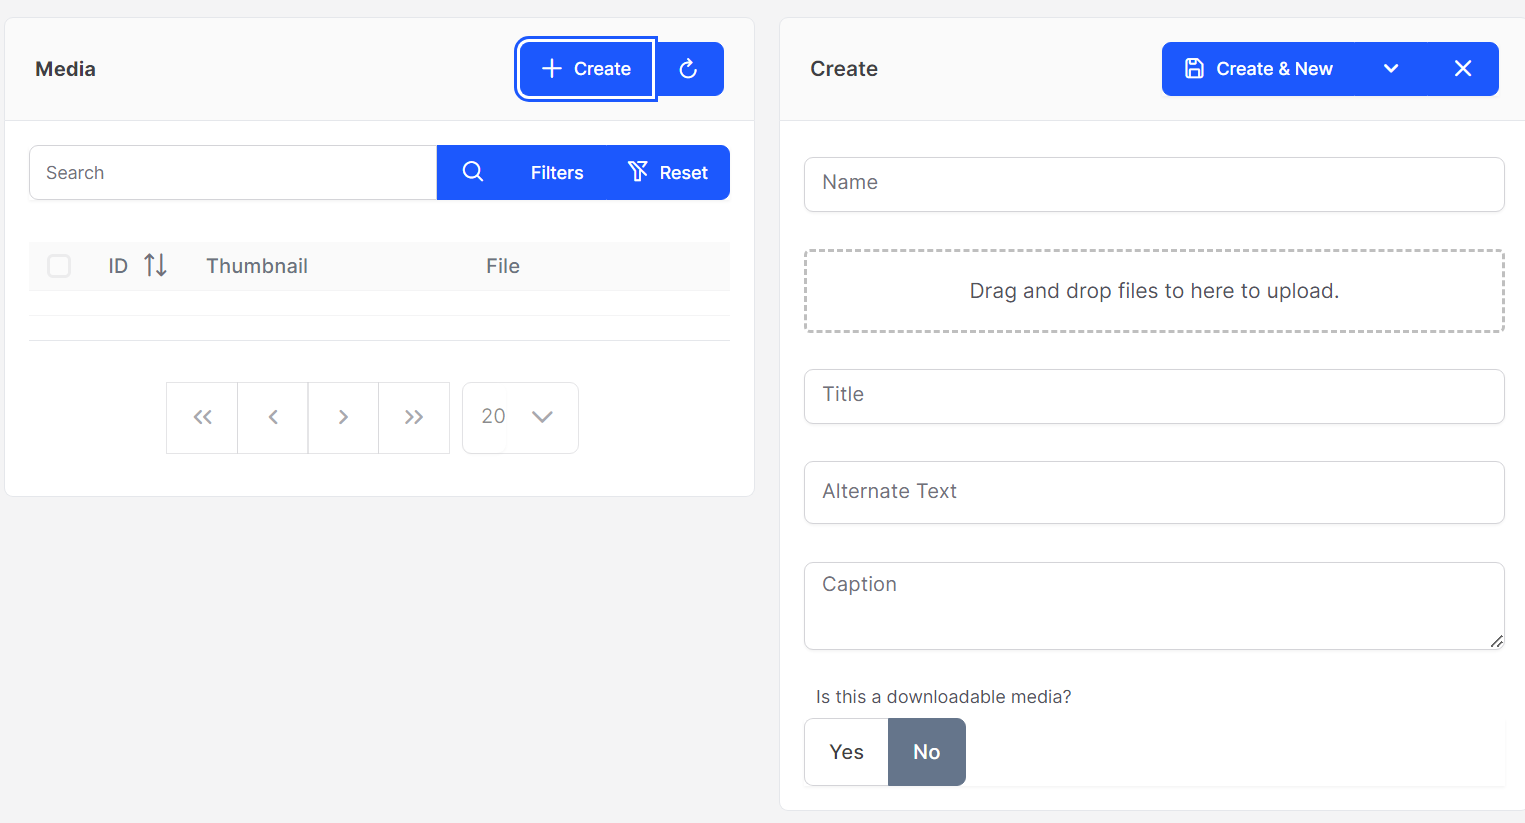 Media
Create
Search
Filters
Reset
ID
Thumbnail
File
20
Create
Create & New
Name
Drag and drop files to here to upload.
Title
Alternate Text
Caption
Is this a downloadable media?
Yes
No